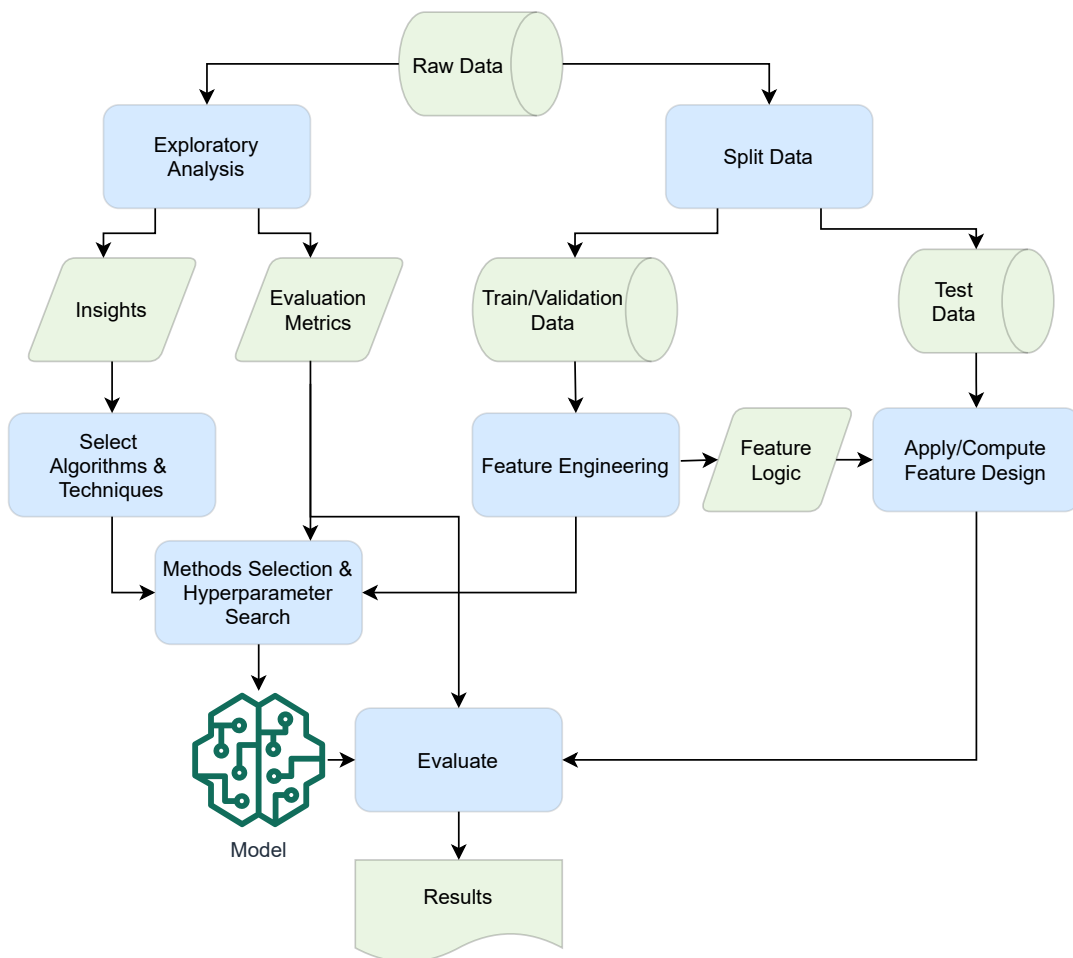 Raw Data
Exploratory
Analysis
Split Data
Insights
Evaluation
Metrics
Train/Validation
Data
Test
Data
Select
Algorithms &
Techniques
Feature Engineering
Feature
Logic
Apply/Compute
Feature Design
Methods Selection &
Hyperparameter
Search
Model
Evaluate
Results